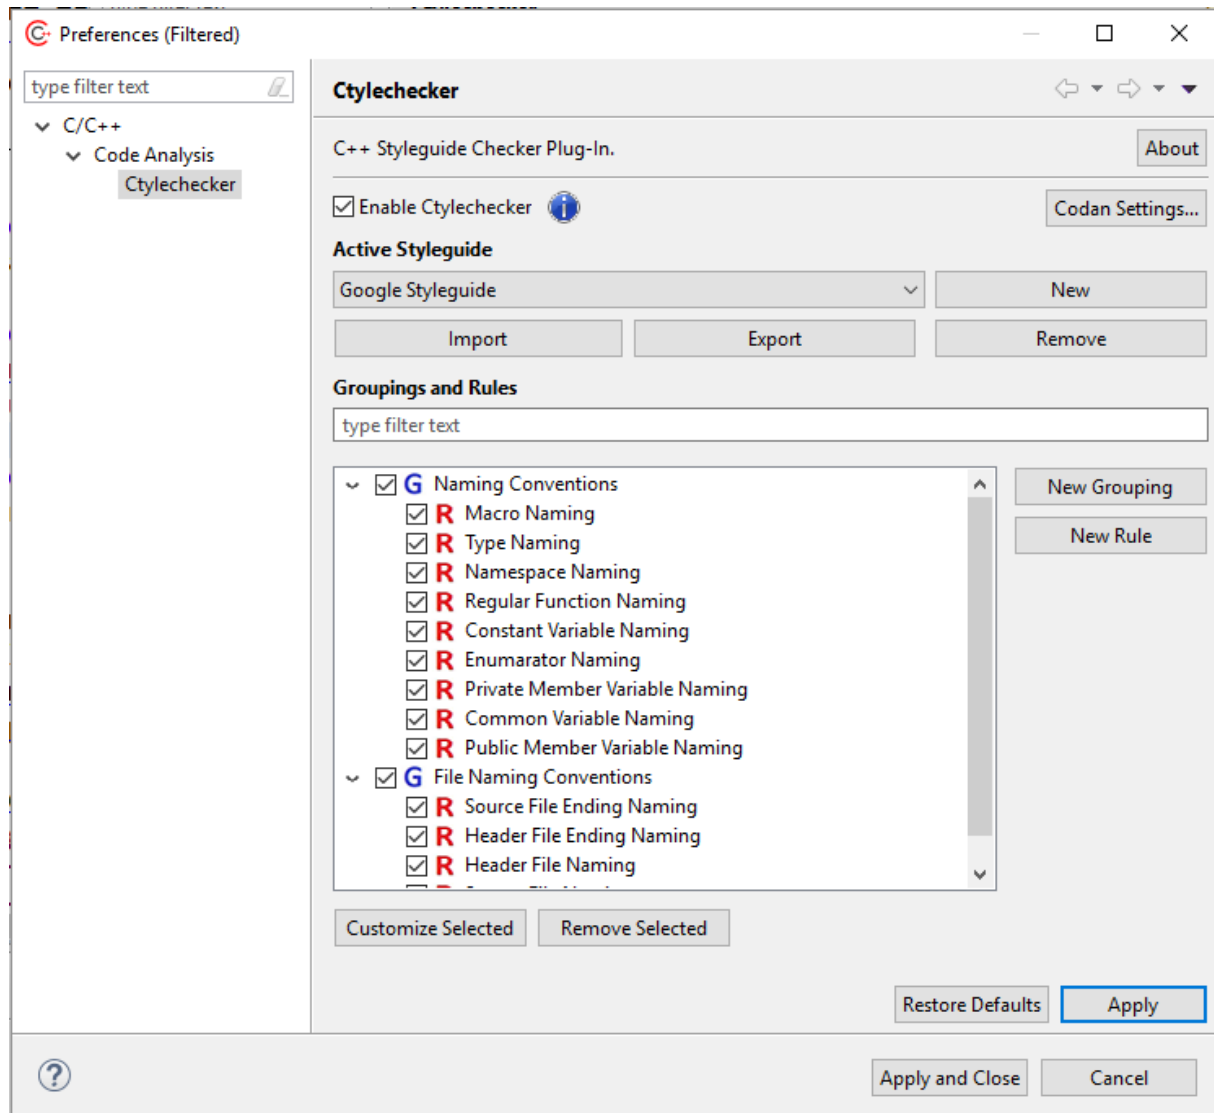 Preferences (Filtered)
type filter text
C/C++
Code Analysis
Ctylechecker
Ctylechecker
C++ Styleguide Checker Plug-In.
About
Enable Ctylechecker
Codan Settings...
Active Styleguide
Google Styleguide
New
Import
Export
Remove
Groupings and Rules
type filter text
G Naming Conventions
R Macro Naming
R Type Naming
R Namespace Naming
R Regular Function Naming
R Constant Variable Naming
R Enumarator Naming
R Private Member Variable Naming
R Common Variable Naming
R Public Member Variable Naming
G File Naming Conventions
R Source File Ending Naming
R Header File Ending Naming
R Header File Naming
New Grouping
New Rule
Customize Selected
Remove Selected
Restore Defaults
Apply
Apply and Close
Cancel